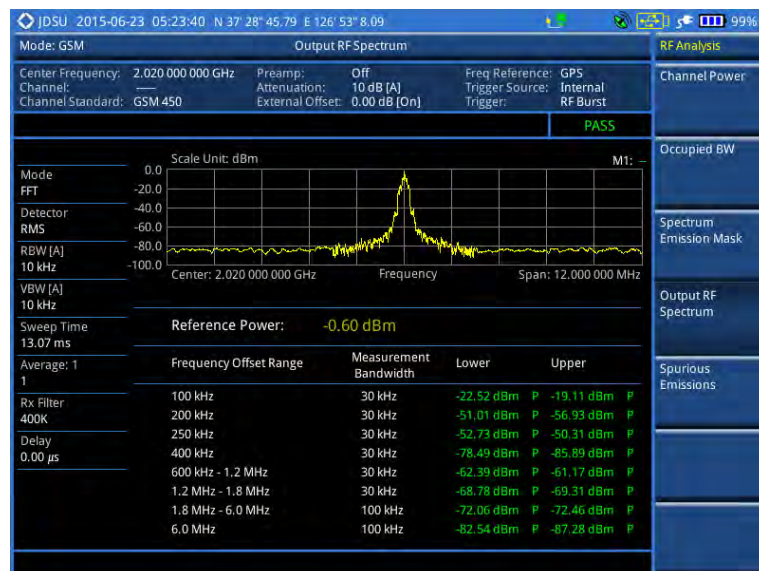 JDSU 2015-06-23 05:23:40 N 37' 28" 45.79 E 126' 53" 8.09 99%
Mode: GSM Output RF Spectrum RF Analysis
Center Frequency: 2.020 000 000 GHz Preamp: Off Freq Reference: GPS
Channel: ---- Attenuation: 10 dB [A] Trigger Source: Internal
Channel Standard: GSM 450 External Offset: 0.00 dB [On] Trigger: RF Burst
PASS
Channel Power
Occupied BW
Spectrum
Emission Mask
Output RF
Spectrum
Spurious
Emissions
Mode
FFT
Detector
RMS
RBW [A]
10 kHz
VBW [A]
10 kHz
Sweep Time
13.07 ms
Average: 1
1
Rx Filter
400K
Delay
0.00 µs
Scale Unit: dBm M1: --
0.0
-20.0
-40.0
-60.0
-80.0
-100.0
Center: 2.020 000 000 GHz Frequency Span: 12.000 000 MHz
Reference Power: -0.60 dBm
Frequency Offset Range Measurement Bandwidth Lower Upper
100 kHz 30 kHz -22.52 dBm P -19.11 dBm P
200 kHz 30 kHz -51.01 dBm P -56.93 dBm P
250 kHz 30 kHz -52.73 dBm P -50.31 dBm P
400 kHz 30 kHz -78.49 dBm P -85.89 dBm P
600 kHz - 1.2 MHz 30 kHz -62.39 dBm P -61.17 dBm P
1.2 MHz - 1.8 MHz 30 kHz -68.78 dBm P -69.31 dBm P
1.8 MHz - 6.0 MHz 100 kHz -72.06 dBm P -72.46 dBm P
6.0 MHz 100 kHz -82.54 dBm P -87.28 dBm P